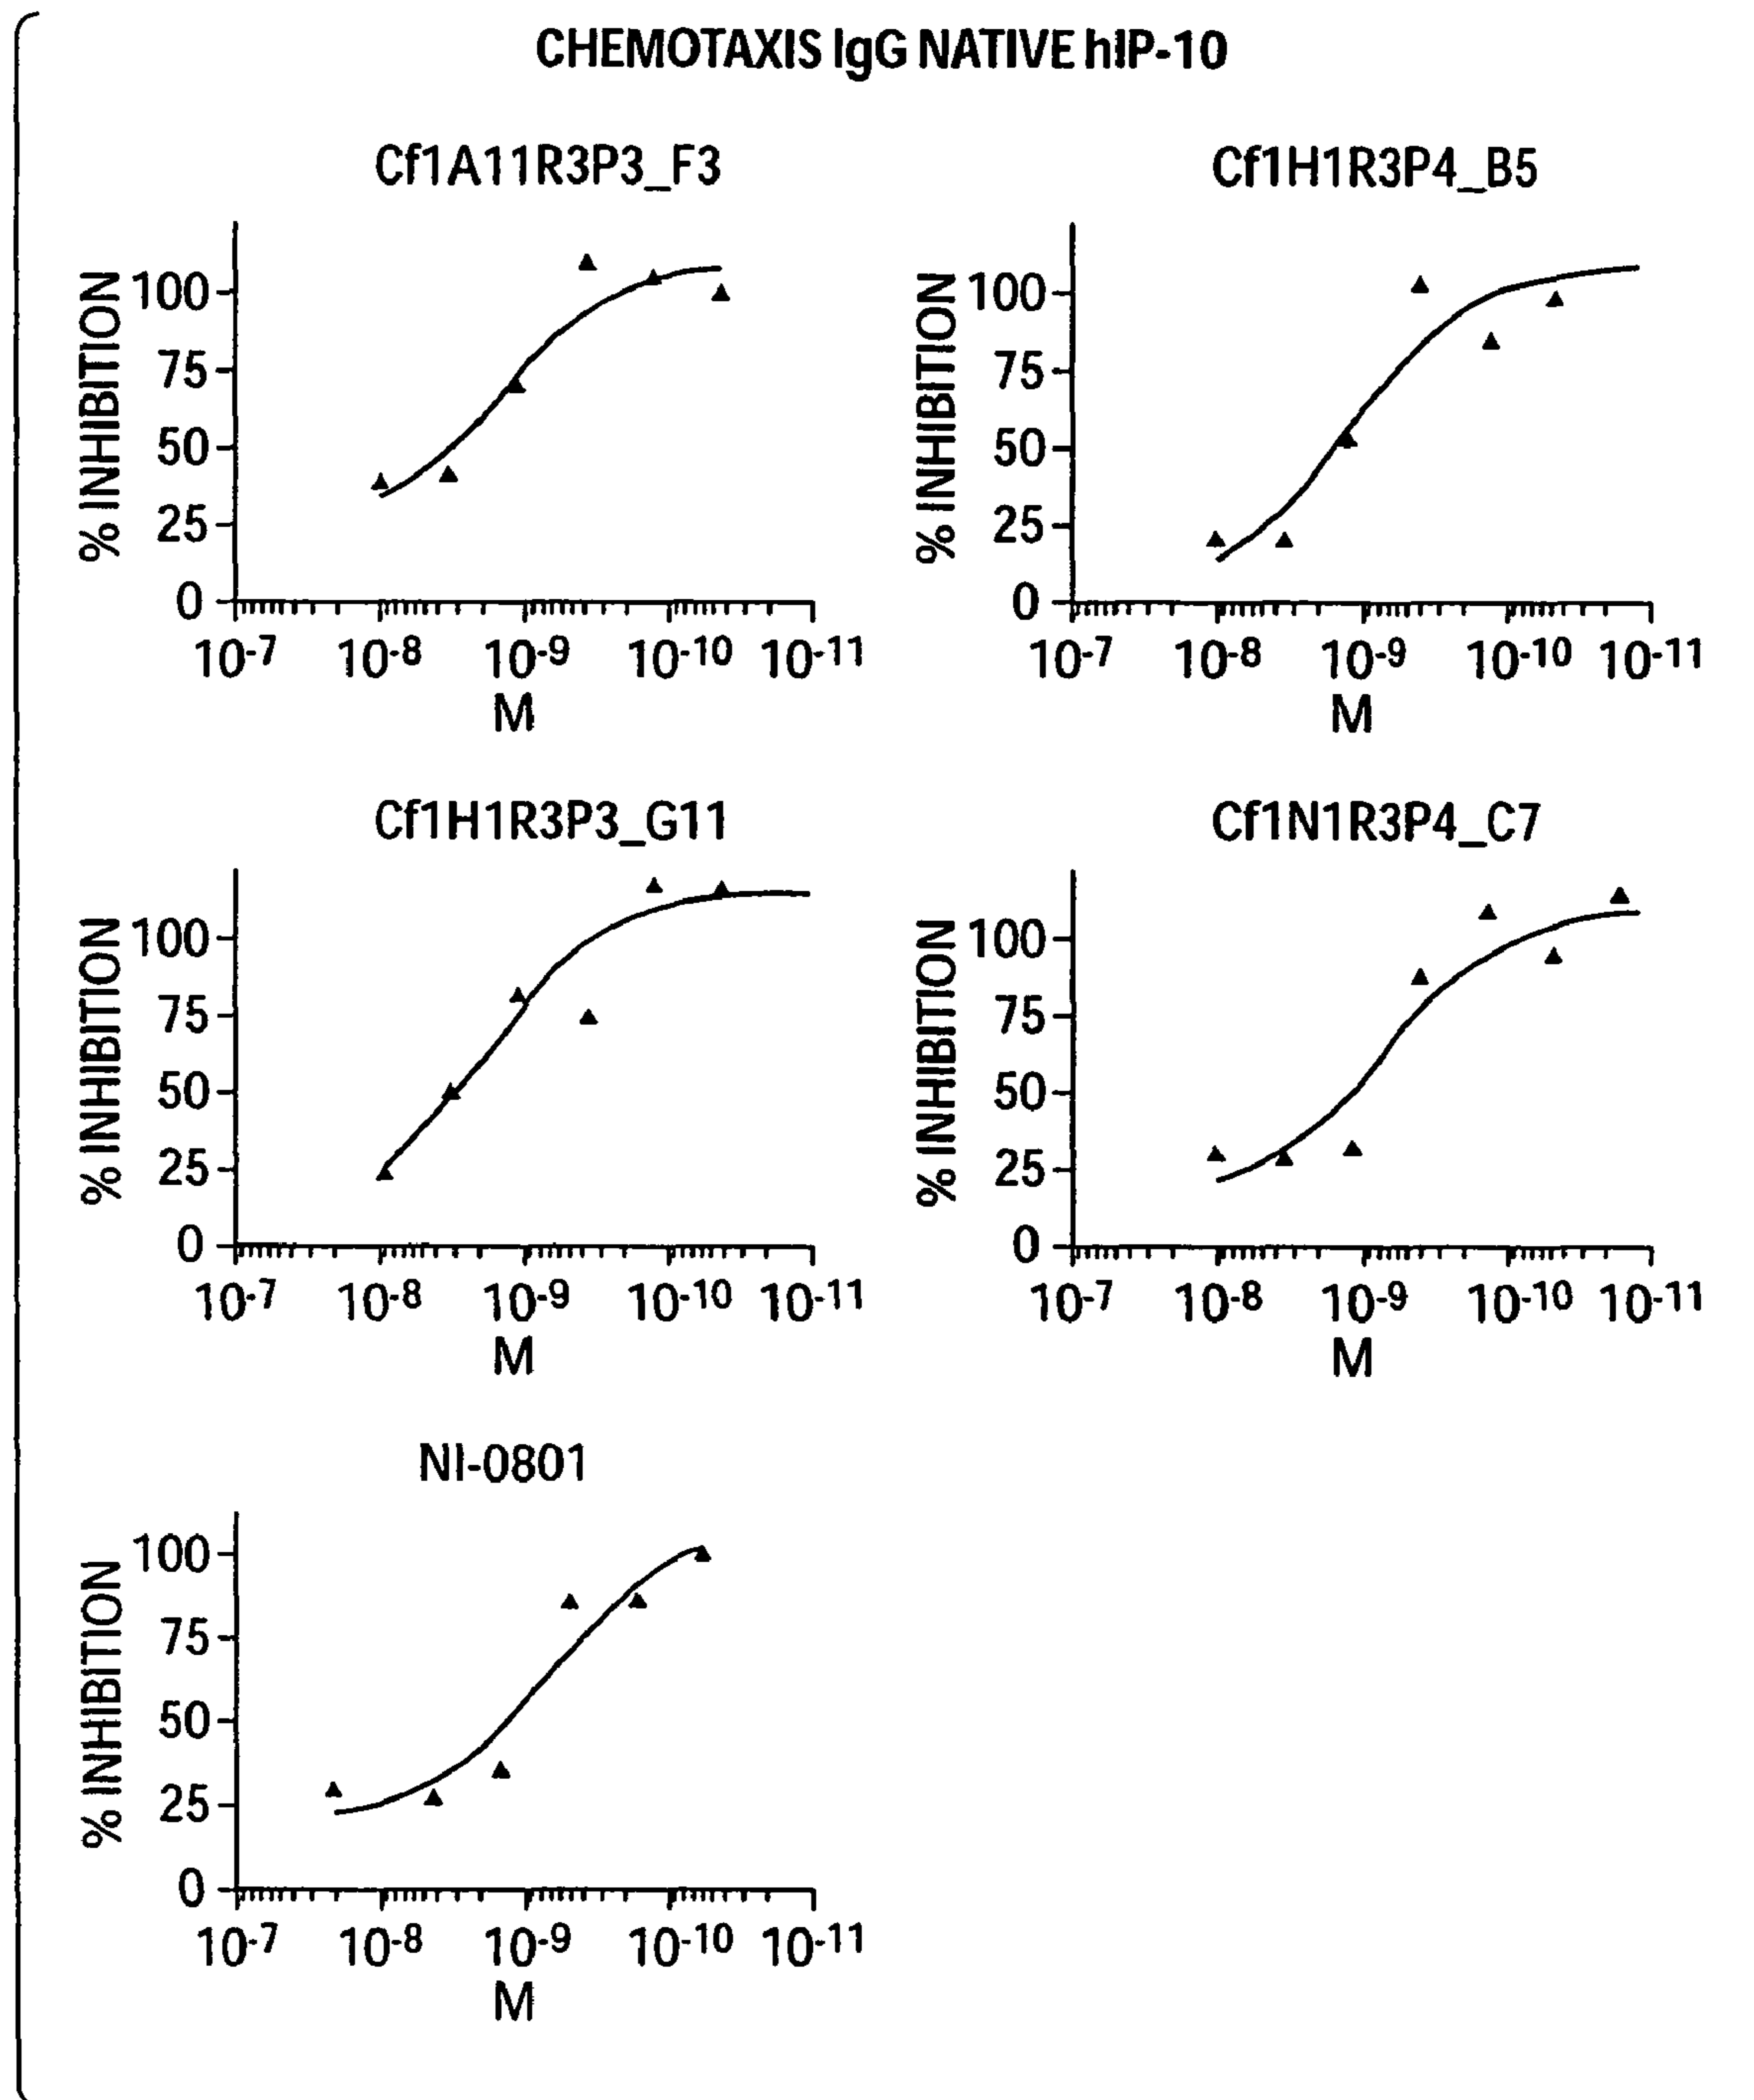 CHEMOTAXIS IgG NATIVE hIP-10
Cf1A11R3P3_F3
% INHIBITION
100
75
50
25
0
10-7 10-8 10-9 10-10 10-11
M
Cf1H1R3P4_B5
% INHIBITION
100
75
50
25
0
10-7 10-8 10-9 10-10 10-11
M
Cf1H1R3P3_G11
% INHIBITION
100
75
50
25
0
10-7 10-8 10-9 10-10 10-11
M
Cf1N1R3P4_C7
% INHIBITION
100
75
50
25
0
10-7 10-8 10-9 10-10 10-11
M
NI-0801
% INHIBITION
100
75
50
25
0
10-7 10-8 10-9 10-10 10-11
M